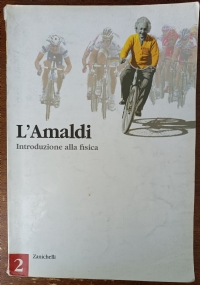 L'Amaldi
Introduzione alla fisica
Zanichelli
2